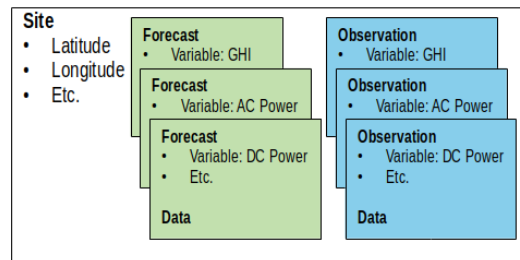 Site
• Latitude
• Longitude
• Etc.
Forecast
• Variable: GHI
Forecast
• Variable: AC Power
Forecast
• Variable: DC Power
• Etc.
Data
Observation
• Variable: GHI
Observation
• Variable: AC Power
Observation
• Variable: DC Power
• Etc.
Data